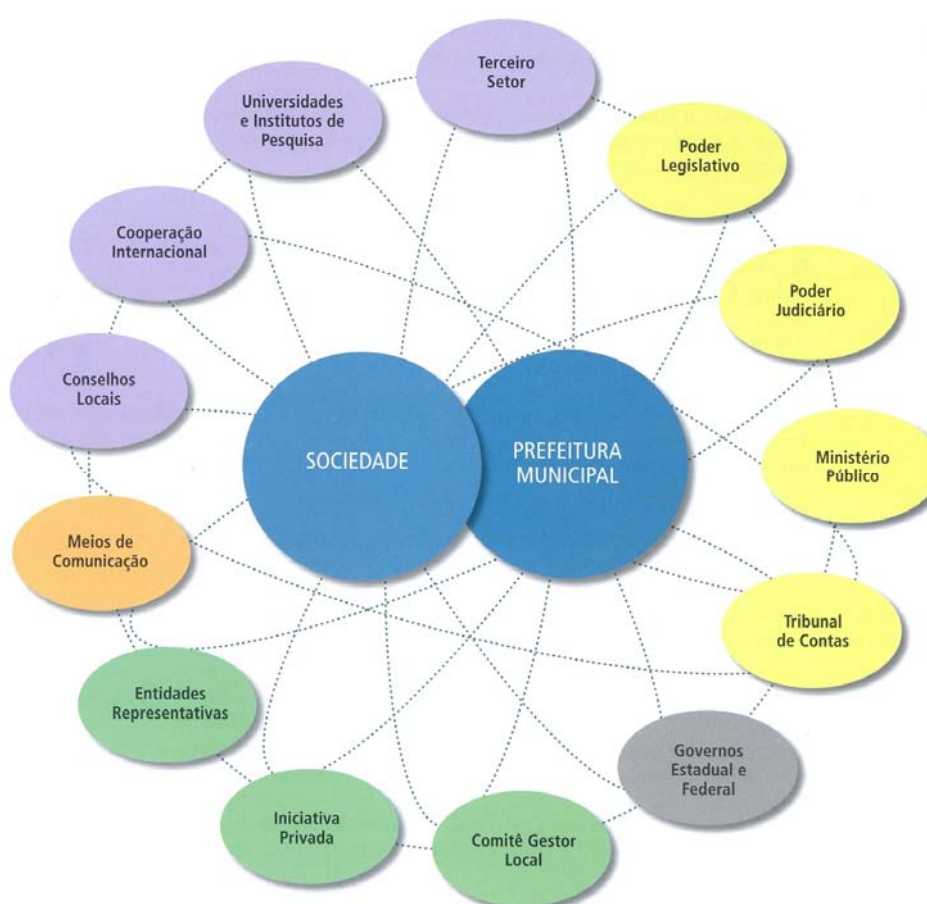 Terceiro
Setor
Universidades
e Institutos de
Pesquisa
Poder
Legislativo
Cooperação
Internacional
Poder
Judiciário
Conselhos
Locais
SOCIEDADE
PREFEITURA
MUNICIPAL
Ministério
Público
Meios de
Comunicação
Tribunal
de Contas
Entidades
Representativas
Governos
Estadual e
Federal
Iniciativa
Privada
Comitê Gestor
Local